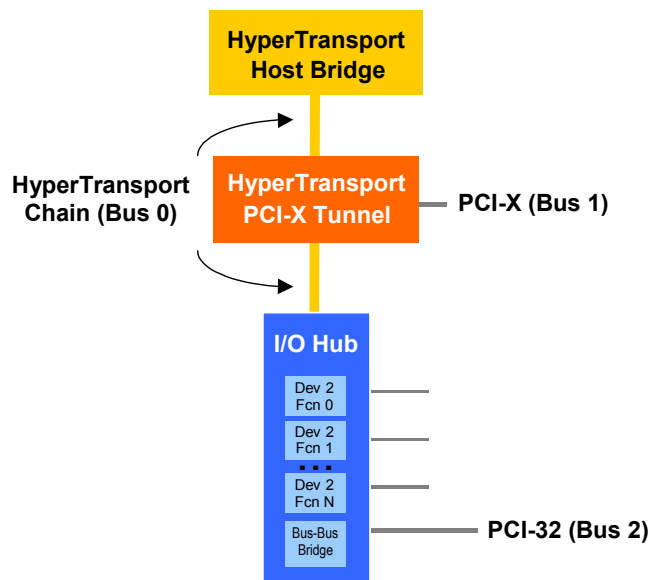 HyperTransport
Host Bridge
HyperTransport
Chain (Bus 0)
HyperTransport
PCI-X Tunnel
PCI-X (Bus 1)
I/O Hub
Dev 2
Fcn 0
Dev 2
Fcn 1
...
Dev 2
Fcn N
Bus-Bus
Bridge
PCI-32 (Bus 2)